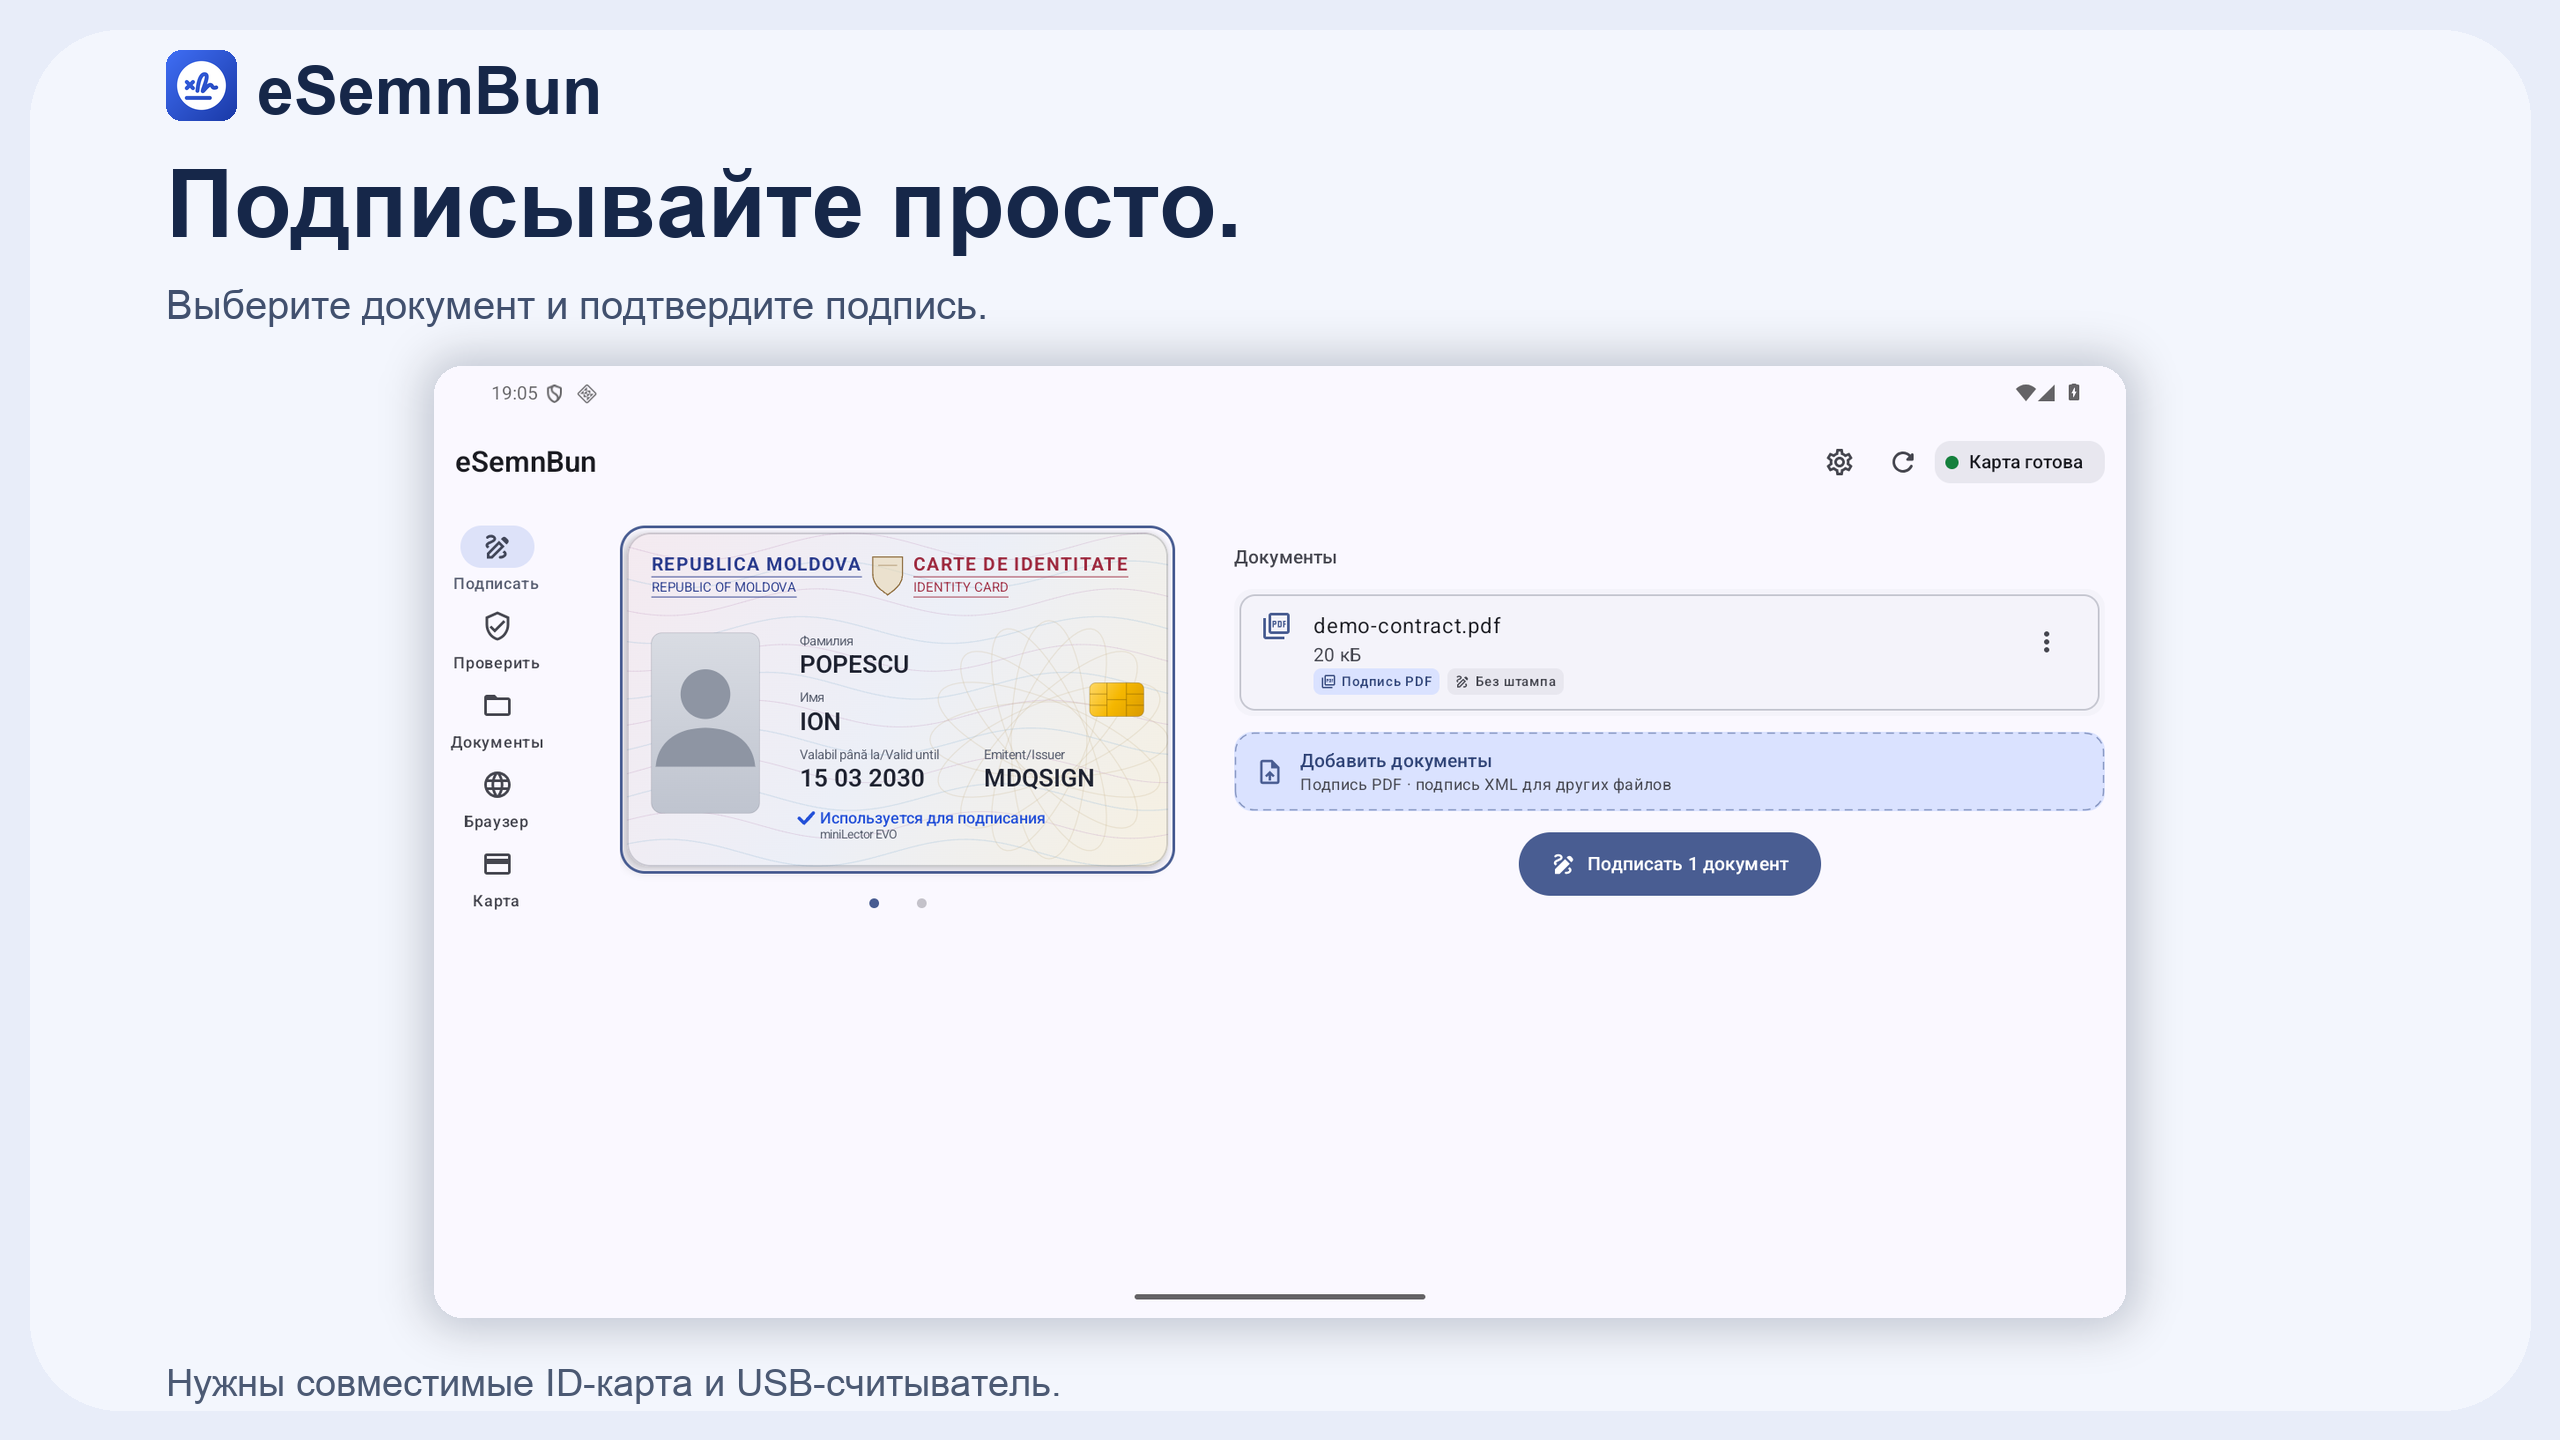 eSemnBun
Подписывайте просто.
Выберите документ и подтвердите подпись.
19:05
eSemnBun
Карта готова
Подписать
Проверить
Документы
Браузер
Карта
REPUBLICA MOLDOVA
REPUBLIC OF MOLDOVA
CARTE DE IDENTITATE
IDENTITY CARD
Фамилия
POPESCU
Имя
ION
Valabil până la/Valid until
15 03 2030
Emitent/Issuer
MDQSIGN
Используется для подписания
miniLector EVO
Документы
PDF
demo-contract.pdf
20 кБ
Подпись PDF
Без штампа
Добавить документы
Подпись PDF · подпись XML для других файлов
Подписать 1 документ
Нужны совместимые ID-карта и USB-считыватель.